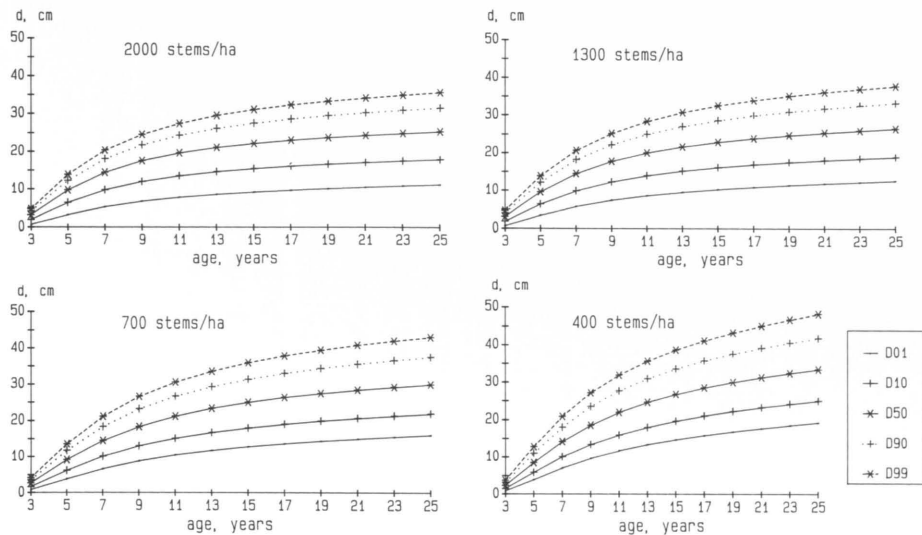 d, cm
50
40
30
20
10
0
2000 stems/ha
3 5 7 9 11 13 15 17 19 21 23 25
age, years
d, cm
50
40
30
20
10
0
1300 stems/ha
3 5 7 9 11 13 15 17 19 21 23 25
age, years
d, cm
50
40
30
20
10
0
700 stems/ha
3 5 7 9 11 13 15 17 19 21 23 25
age, years
d, cm
50
40
30
20
10
0
400 stems/ha
3 5 7 9 11 13 15 17 19 21 23 25
age, years
D01
D10
D50
D90
D99